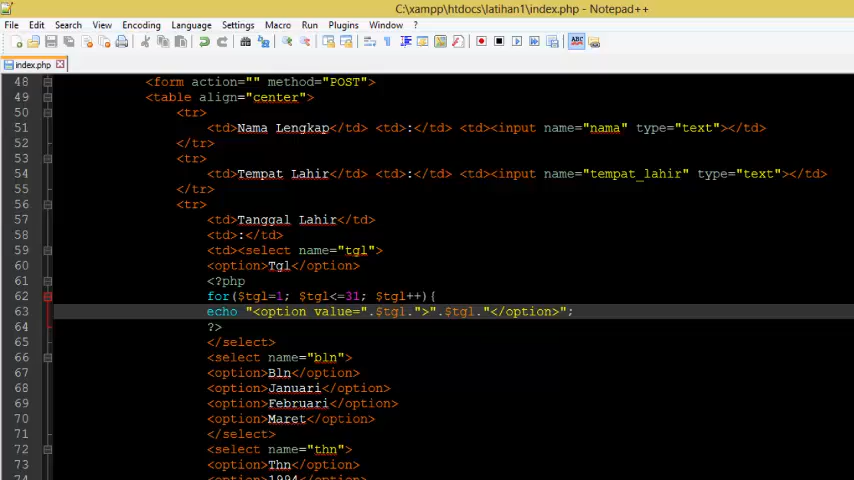 C:\xampp\htdocs\latihan1\index.php - Notepad++
File Edit Search View Encoding Language Settings Macro Run Plugins Window ?
index.php
48 <form action="" method="POST">
49 <table align="center">
50 <tr>
51 <td>Nama Lengkap</td> <td>:</td> <td><input name="nama" type="text"></td>
52 </tr>
53 <tr>
54 <td>Tempat Lahir</td> <td>:</td> <td><input name="tempat_lahir" type="text"></td>
55 </tr>
56 <tr>
57 <td>Tanggal Lahir</td>
58 <td>:</td>
59 <td><select name="tgl">
60 <option>Tgl</option>
61 <?php
62 for($tgl=1; $tgl<=31; $tgl++){
63 echo "<option value=".$tgl.">".$tgl."</option>";
64 ?>
65 </select>
66 <select name="bln">
67 <option>Bln</option>
68 <option>Januari</option>
69 <option>Februari</option>
70 <option>Maret</option>
71 </select>
72 <select name="thn">
73 <option>Thn</option>
74 <option>1994</option>